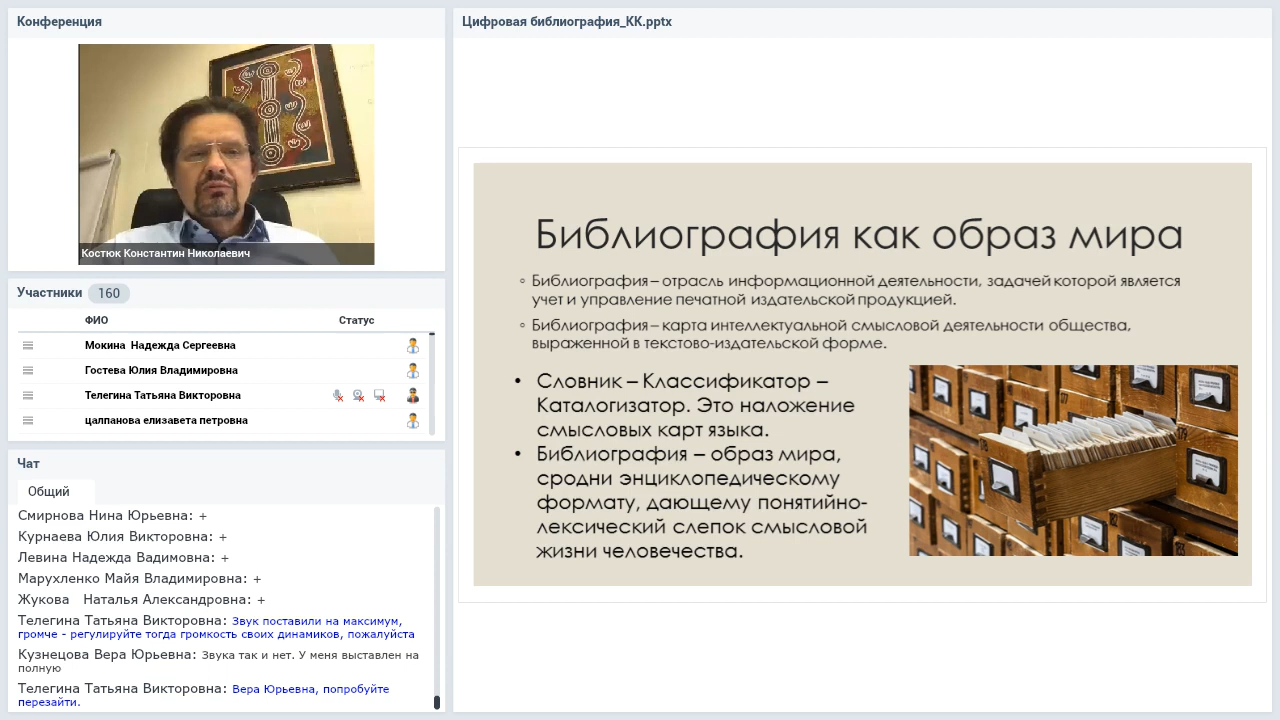 Конференция
Костюк Константин Николаевич
Участники 160
ФИО Статус
Мокина Надежда Сергеевна
Гостева Юлия Владимировна
Телегина Татьяна Викторовна
цалпанова елизавета петровна
Чат
Общий
Смирнова Нина Юрьевна: +
Курнаева Юлия Викторовна: +
Левина Надежда Вадимовна: +
Марухленко Майя Владимировна: +
Жукова Наталья Александровна: +
Телегина Татьяна Викторовна: Звук поставили на максимум,
громче - регулируйте тогда громкость своих динамиков, пожалуйста
Кузнецова Вера Юрьевна: Звука так и нет. У меня выставлен на
полную
Телегина Татьяна Викторовна: Вера Юрьевна, попробуйте
перезайти.
Цифровая библиография_КК.pptx
Библиография как образ мира
◦ Библиография – отрасль информационной деятельности, задачей которой является
учет и управление печатной издательской продукцией.
◦ Библиография – карта интеллектуальной смысловой деятельности общества,
выраженной в текстово-издательской форме.
• Словник – Классификатор –
Каталогизатор. Это наложение
смысловых карт языка.
• Библиография – образ мира,
сродни энциклопедическому
формату, дающему понятийно-
лексический слепок смысловой
жизни человечества.